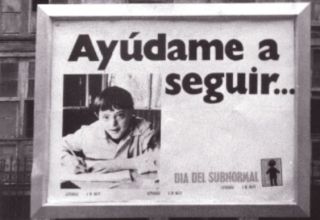 Ayúdame a
seguir...
DIA DEL SUBNORMAL